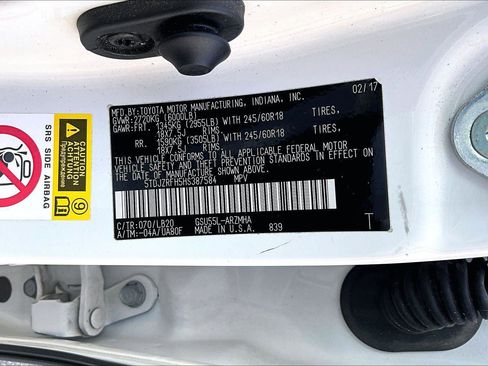 MFD.BY:TOYOTA MOTOR MANUFACTURING, INDIANA, INC. 02/17
GVWR:2720KG (6000LB)
GAWR:FRT. 1345KG (2955LB) WITH 245/60R18 TIRES,
18X7.5J RIMS,
RR. 1590KG (3505LB) WITH 245/60R18 TIRES,
18X7.5J RIMS.
THIS VEHICLE CONFORMS TO ALL APPLICABLE FEDERAL MOTOR
VEHICLE SAFETY AND THEFT PREVENTION STANDARDS IN
EFFECT ON THE DATE OF MANUFACTURE SHOWN ABOVE.
5TDJZRFH5HS387584 MPV
C/TR:070/LB20 GSU55L-ARZMHA
A/TM:-04A/UA80F MADE IN U.S.A. 839 T
CAUTION
Предупреждение
SRS SIDE AIRBAG